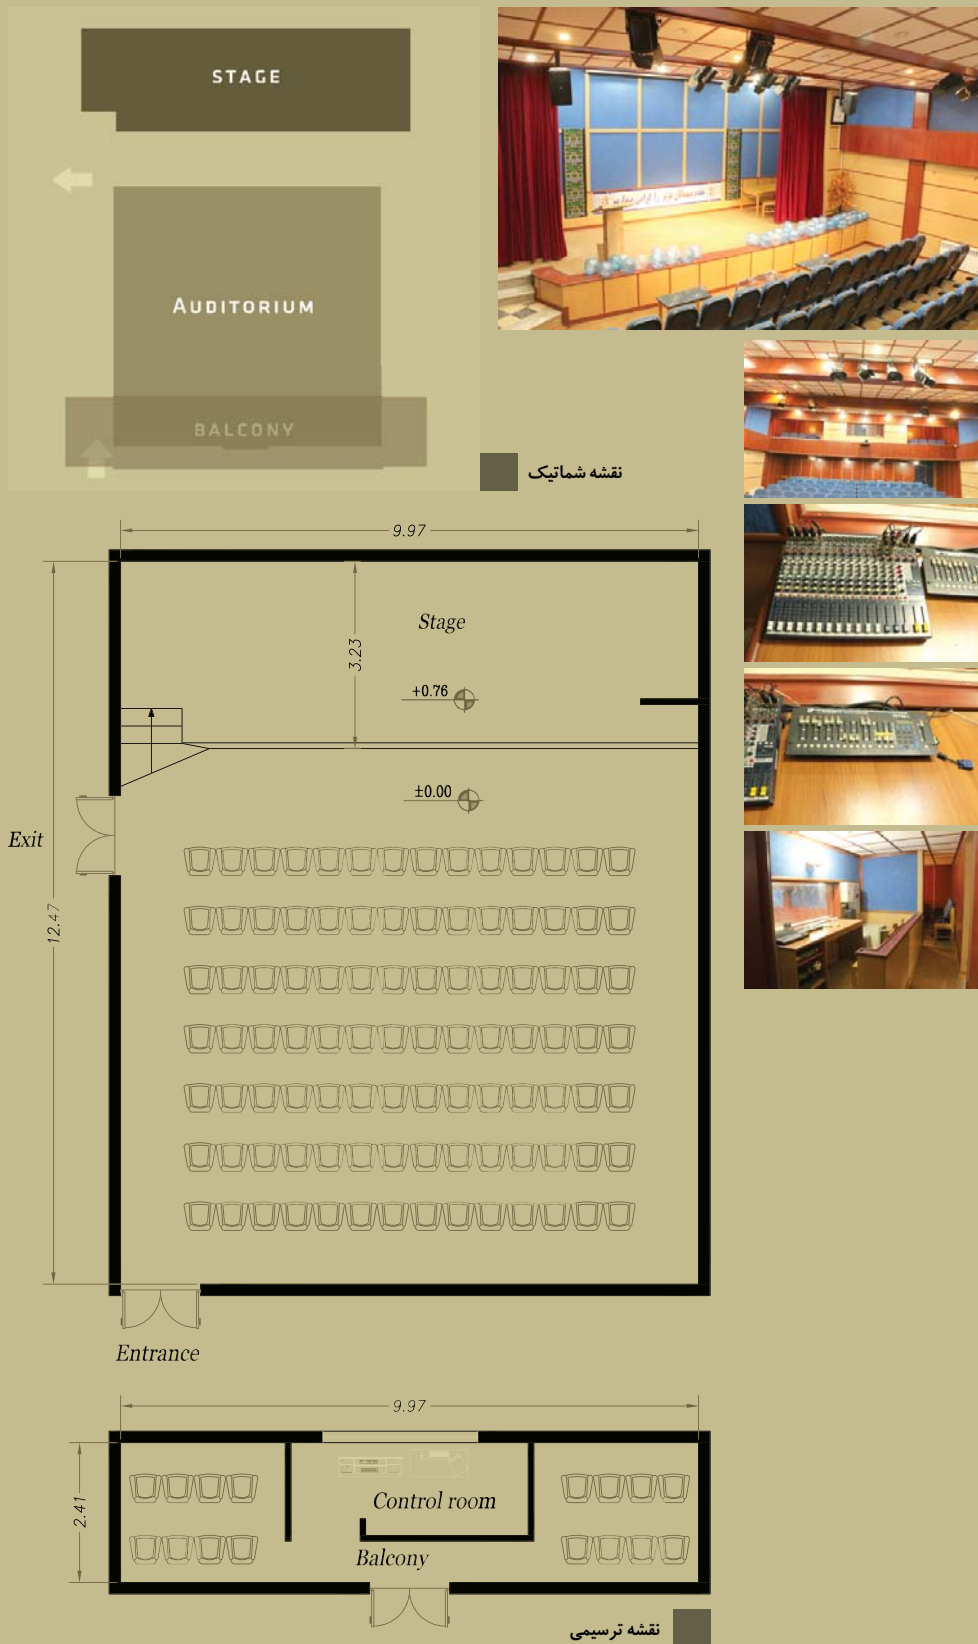 STAGE
AUDITORIUM
BALCONY
نقشه شماتیک
9.97
Stage
3.23
+0.76
±0.00
Exit
12.47
Entrance
9.97
2.41
Control room
Balcony
نقشه ترسیمی